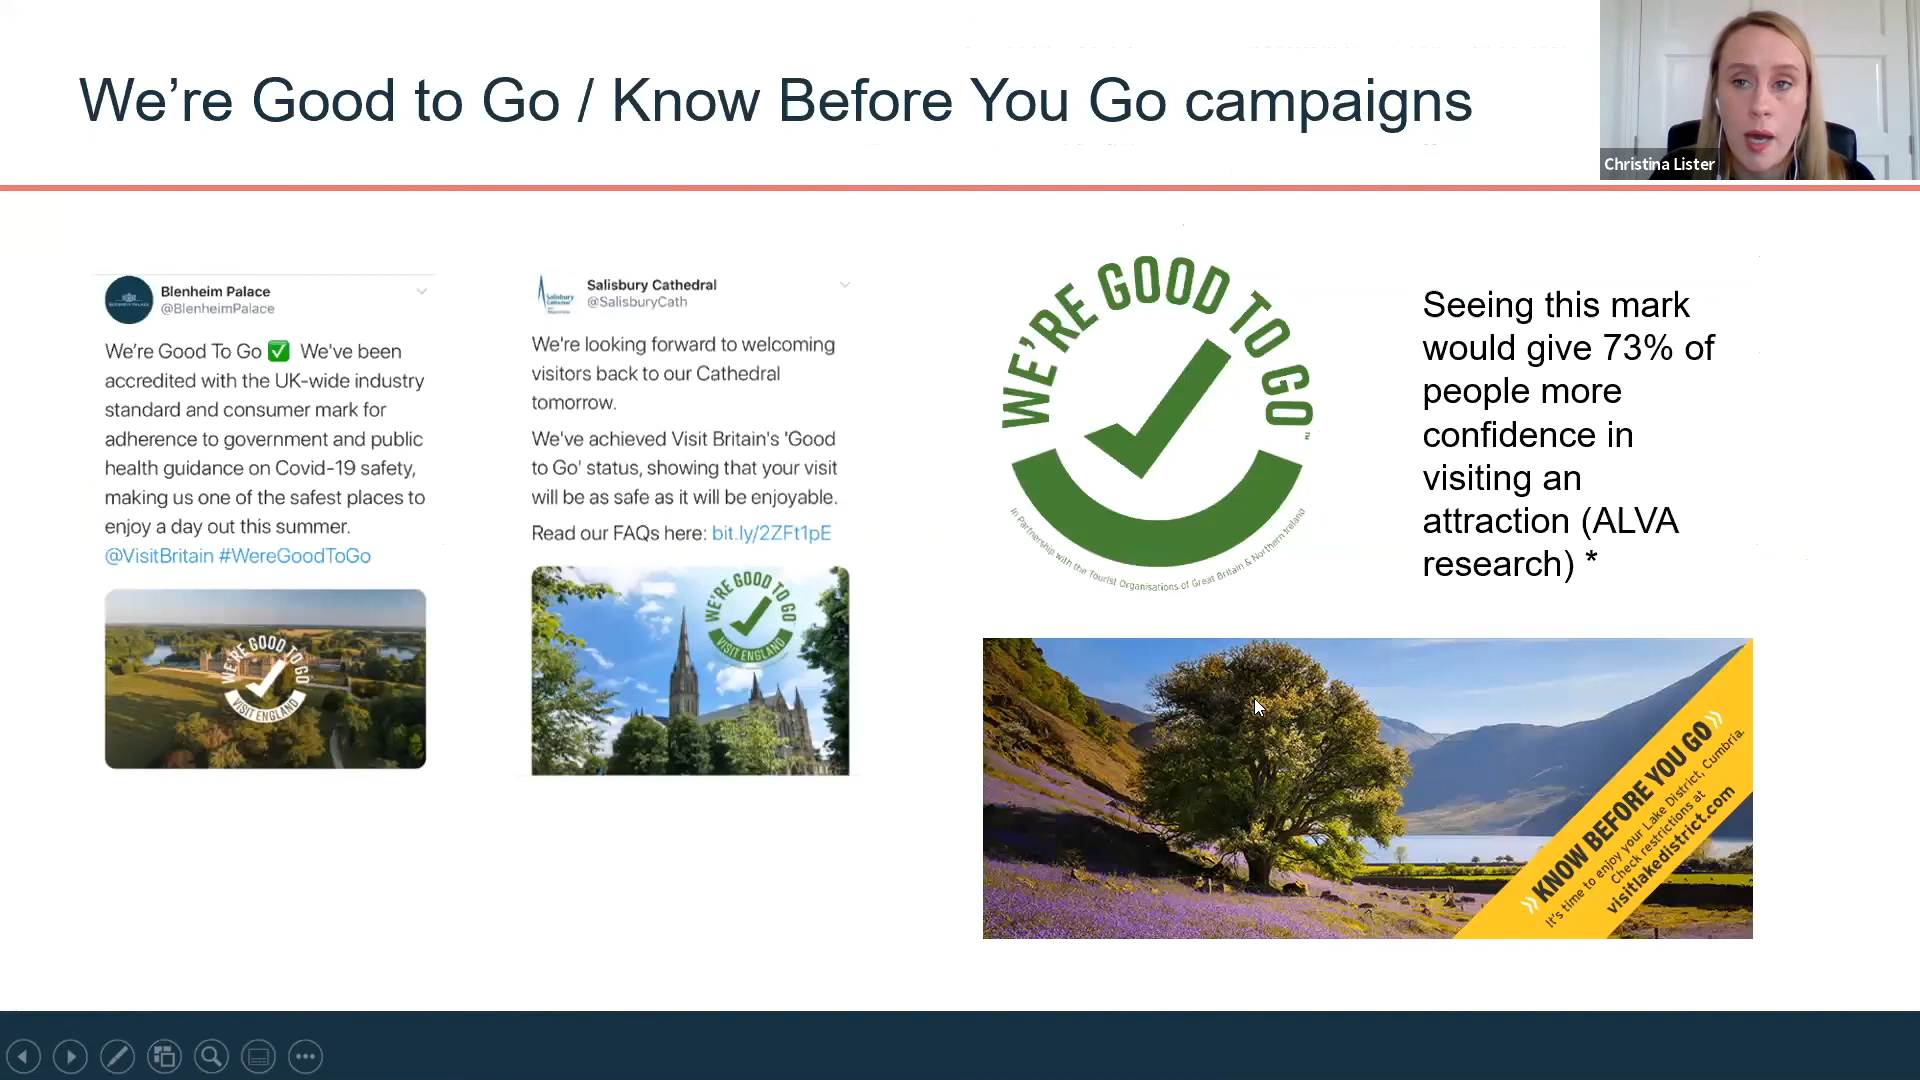 We’re Good to Go / Know Before You Go campaigns
Christina Lister
Blenheim Palace
@BlenheimPalace
We’re Good To Go ✅ We've been
accredited with the UK-wide industry
standard and consumer mark for
adherence to government and public
health guidance on Covid-19 safety,
making us one of the safest places to
enjoy a day out this summer.
@VisitBritain #WereGoodToGo
WE'RE GOOD TO GO
VISIT ENGLAND
Salisbury Cathedral
@SalisburyCath
We're looking forward to welcoming
visitors back to our Cathedral
tomorrow.
We've achieved Visit Britain's 'Good
to Go' status, showing that your visit
will be as safe as it will be enjoyable.
Read our FAQs here: bit.ly/2ZFt1pE
WE'RE GOOD TO GO
VISIT ENGLAND
WE'RE GOOD TO GO
In Partnership with the Tourist Organisations of Great Britain & Northern Ireland
Seeing this mark
would give 73% of
people more
confidence in
visiting an
attraction (ALVA
research) *
»KNOW BEFORE YOU GO»
It's time to enjoy your Lake District, Cumbria.
Check restrictions at
visitlakedistrict.com